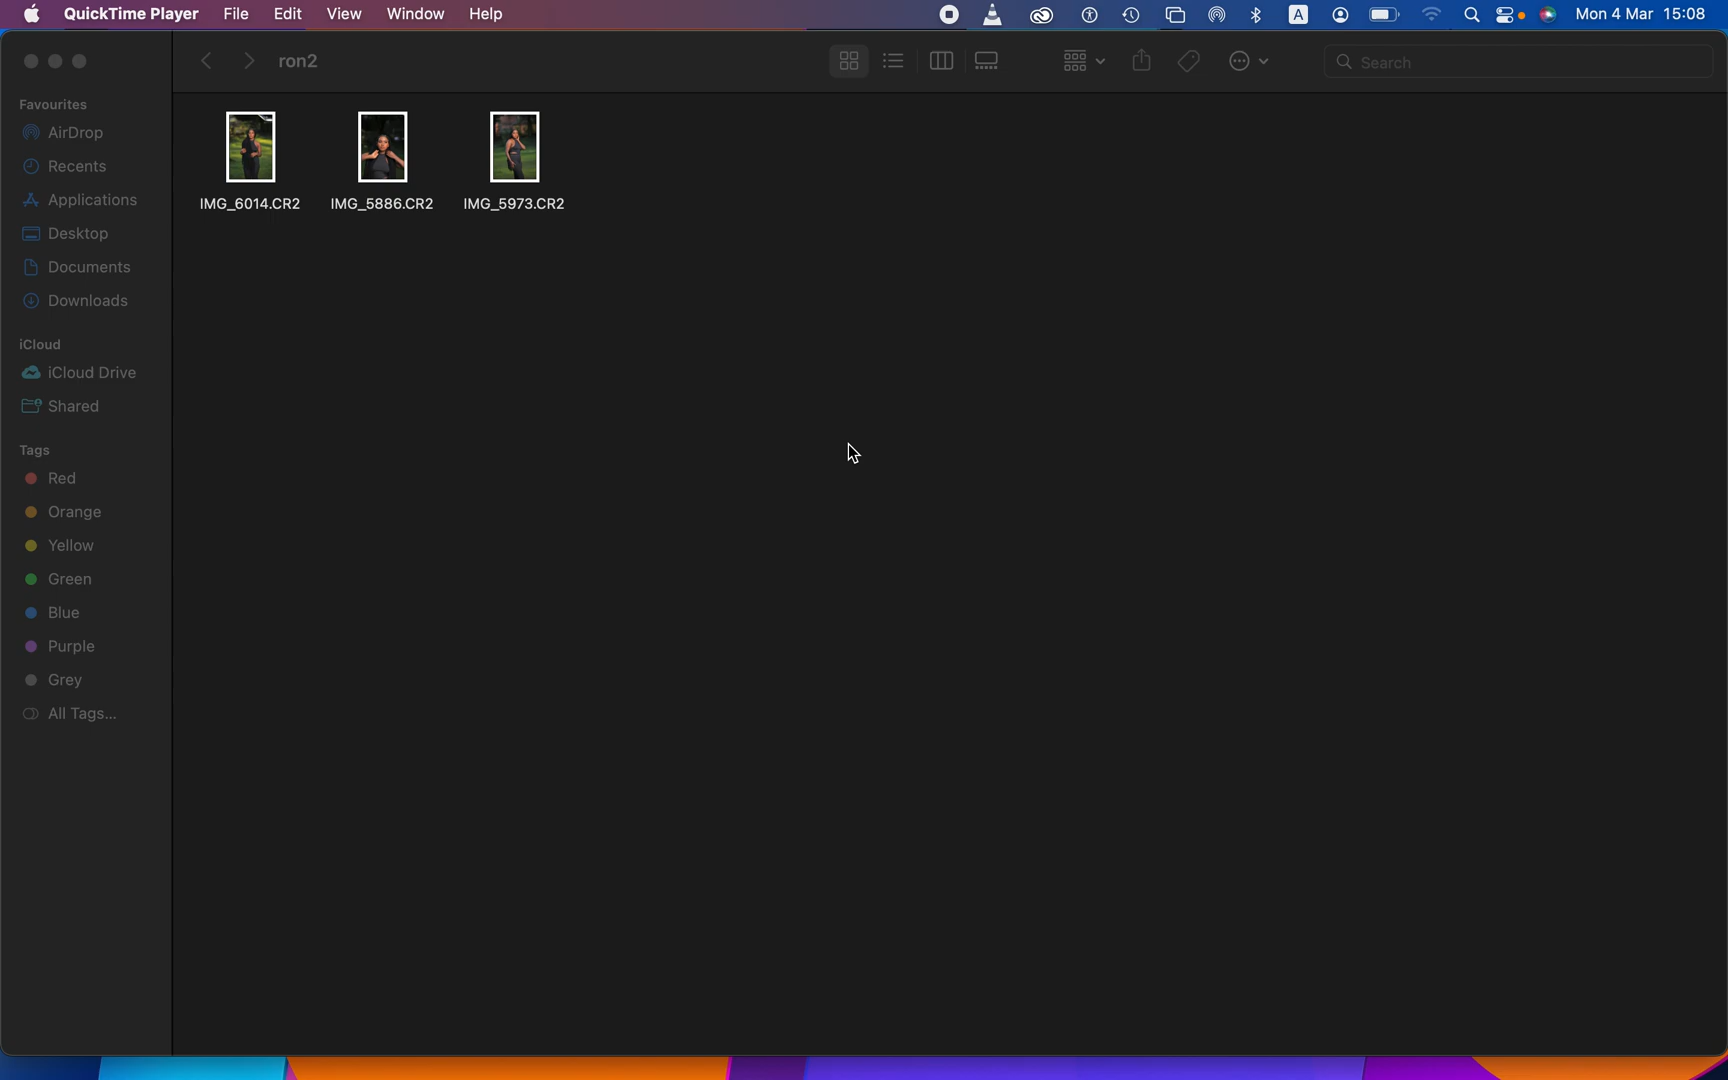 QuickTime Player File Edit View Window Help A Mon 4 Mar 15:08
ron2 Search
Favourites
AirDrop
Recents
Applications
Desktop
Documents
Downloads
iCloud
iCloud Drive
Shared
Tags
Red
Orange
Yellow
Green
Blue
Purple
Grey
All Tags...
IMG_6014.CR2 IMG_5886.CR2 IMG_5973.CR2